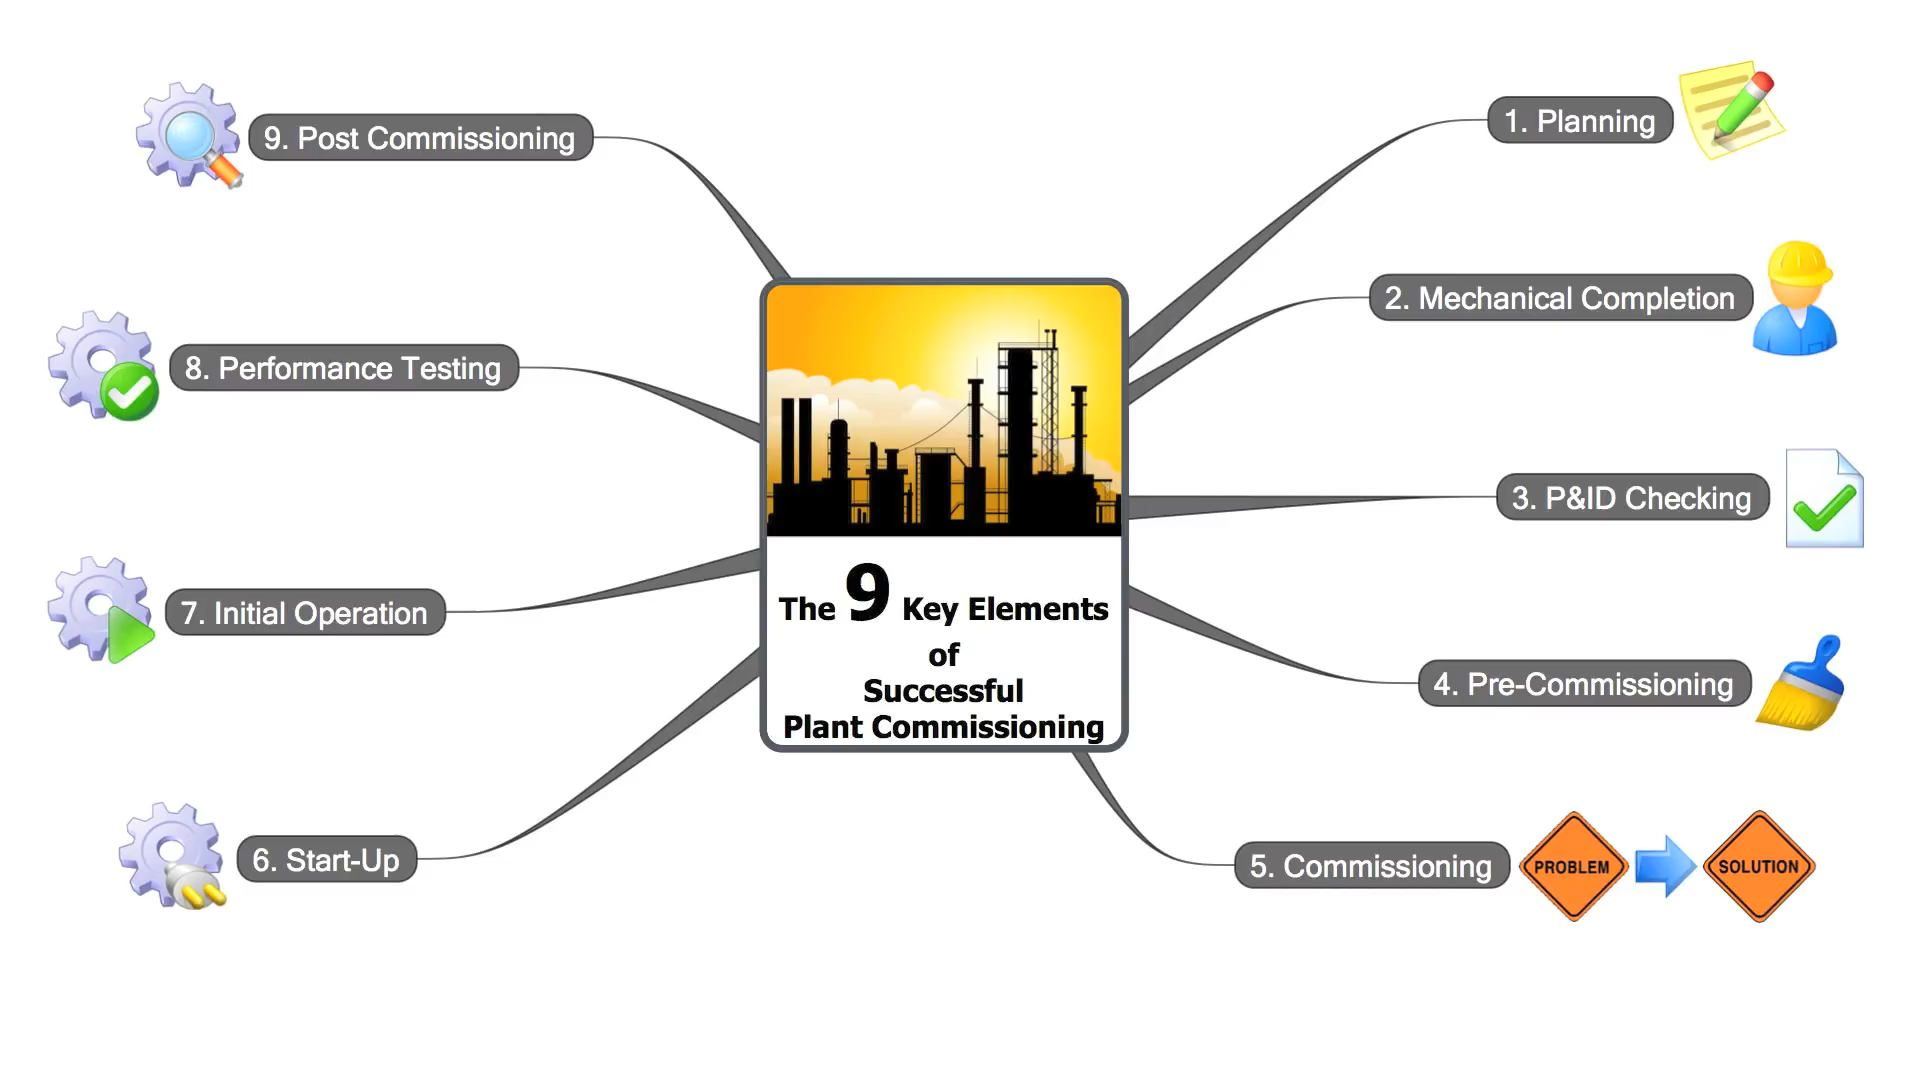 The 9 Key Elements
of
Successful
Plant Commissioning
1. Planning
2. Mechanical Completion
3. P&ID Checking
4. Pre-Commissioning
5. Commissioning
PROBLEM
SOLUTION
6. Start-Up
7. Initial Operation
8. Performance Testing
9. Post Commissioning